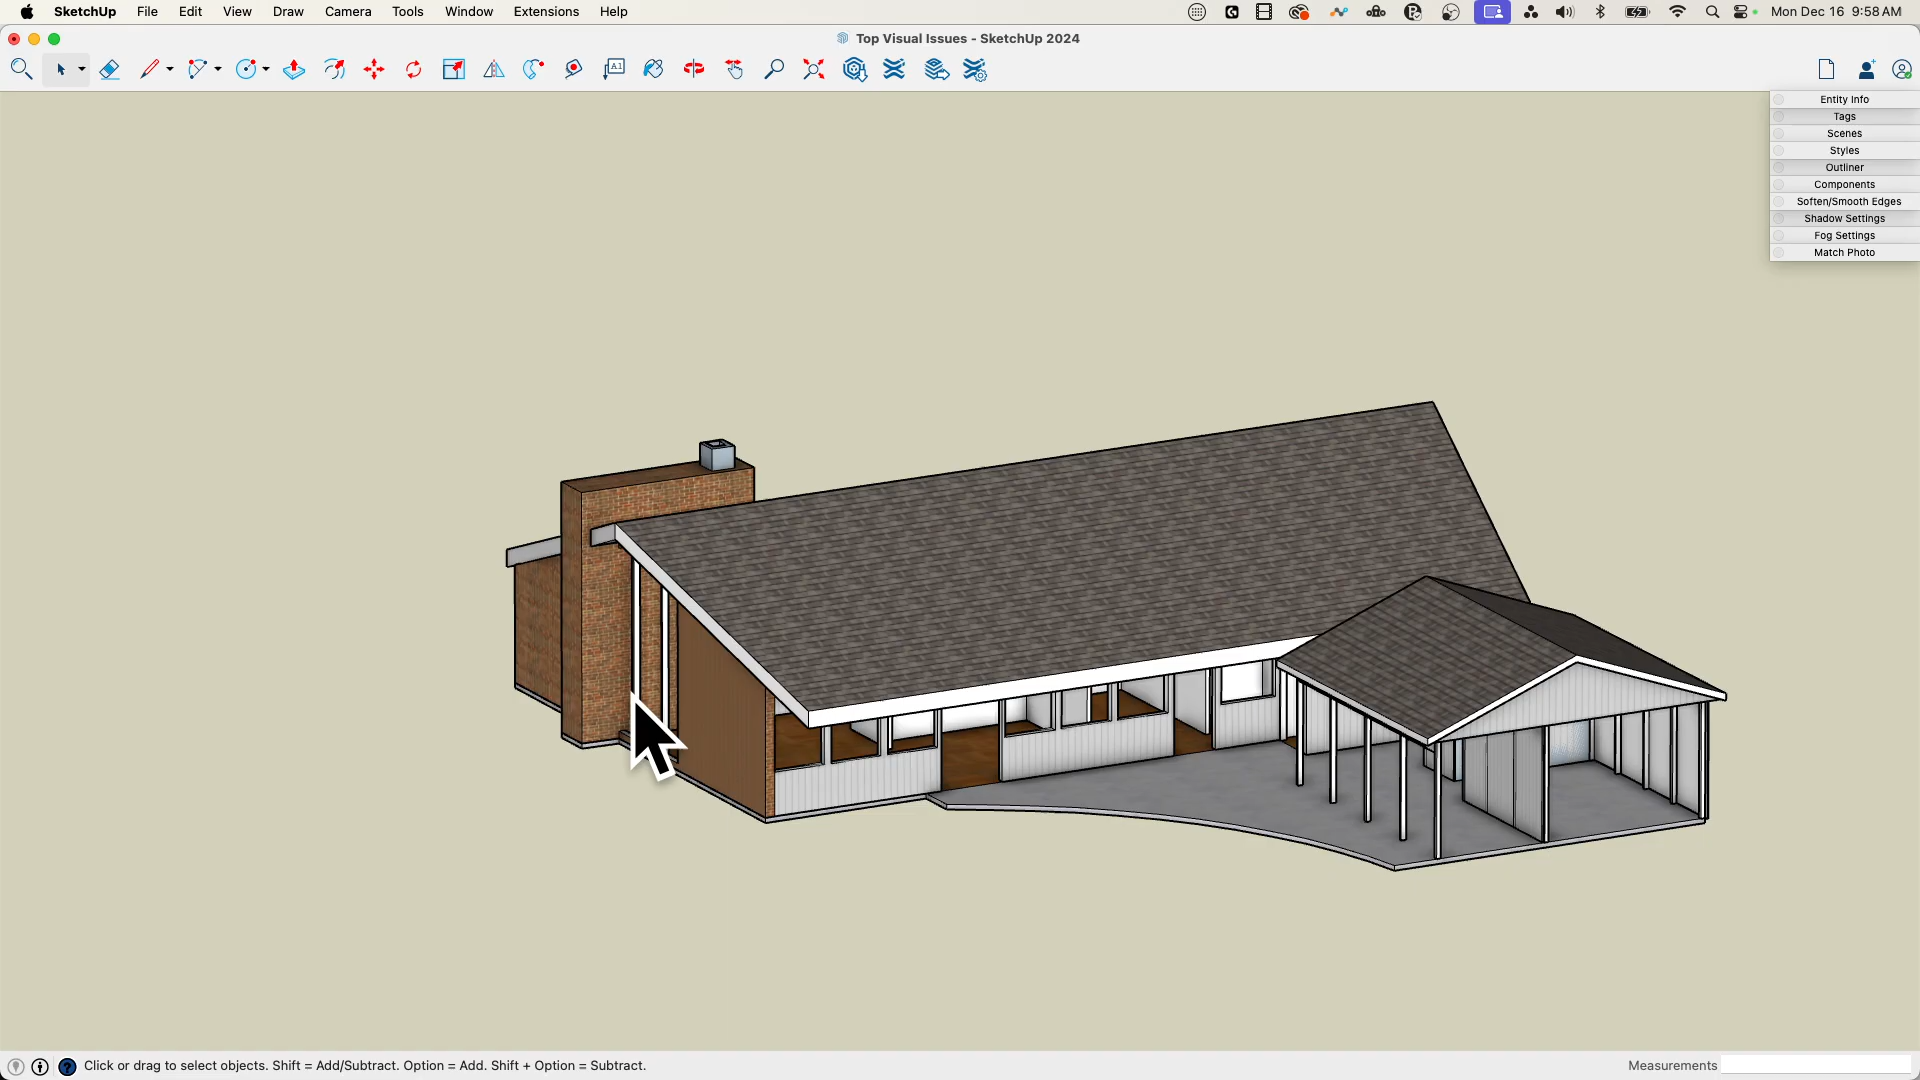 SketchUp File Edit View Draw Camera Tools Window Extensions Help Mon Dec 16 9:58 AM
Top Visual Issues - SketchUp 2024
A1
Entity Info
Tags
Scenes
Styles
Outliner
Components
Soften/Smooth Edges
Shadow Settings
Fog Settings
Match Photo
Click or drag to select objects. Shift = Add/Subtract. Option = Add. Shift + Option = Subtract. Measurements